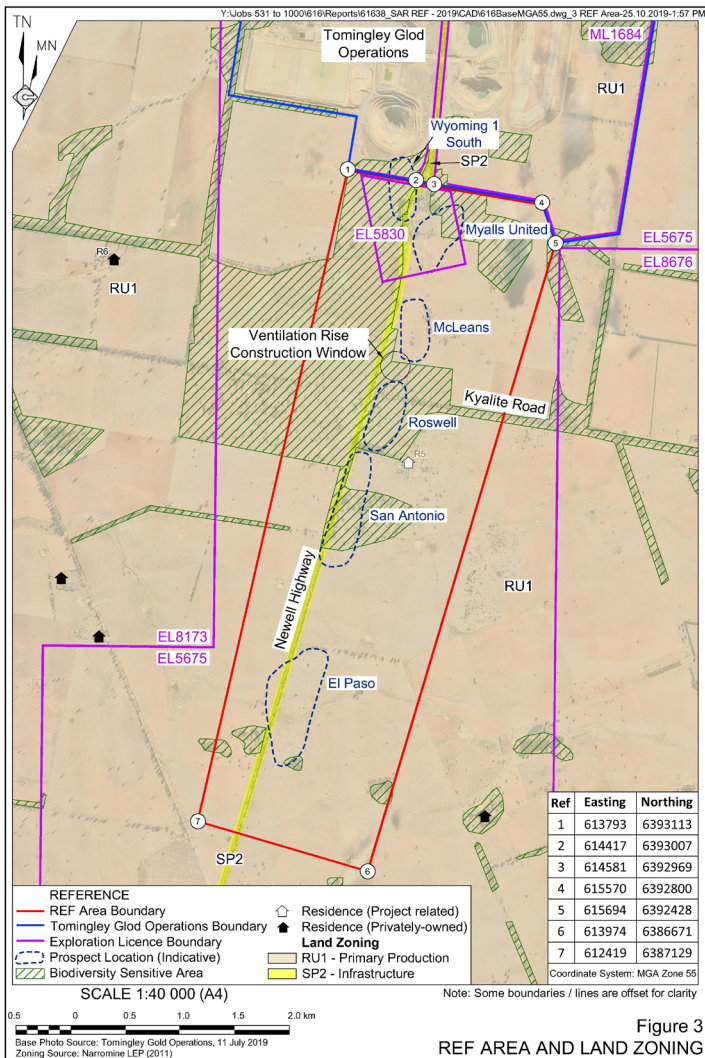 Y:\Jobs 531 to 1000\616\Reports\61638_SAR REF - 2019\CAD\616BaseMGA55.dwg_3 REF Area-25.10.2019-1:57 PM
TN
MN
Tomingley Glod
Operations
ML1684
RU1
Wyoming 1
South
SP2
1
2
3
4
5
EL5830
Myalls United
EL5675
EL8676
R6
RU1
McLeans
Ventilation Rise
Construction Window
Kyalite Road
Roswell
R5
San Antonio
Newell Highway
RU1
EL8173
EL5675
El Paso
7
6
SP2
Ref Easting Northing
1 613793 6393113
2 614417 6393007
3 614581 6392969
4 615570 6392800
5 615694 6392428
6 613974 6386671
7 612419 6387129
Coordinate System: MGA Zone 55
REFERENCE
REF Area Boundary
Tomingley Glod Operations Boundary
Exploration Licence Boundary
Prospect Location (Indicative)
Biodiversity Sensitive Area
Residence (Project related)
Residence (Privately-owned)
Land Zoning
RU1 - Primary Production
SP2 - Infrastructure
SCALE 1:40 000 (A4)
Note: Some boundaries / lines are offset for clarity
0.5 0 0.5 1.0 1.5 2.0 km
Base Photo Source: Tomingley Gold Operations, 11 July 2019
Zoning Source: Narromine LEP (2011)
Figure 3
REF AREA AND LAND ZONING